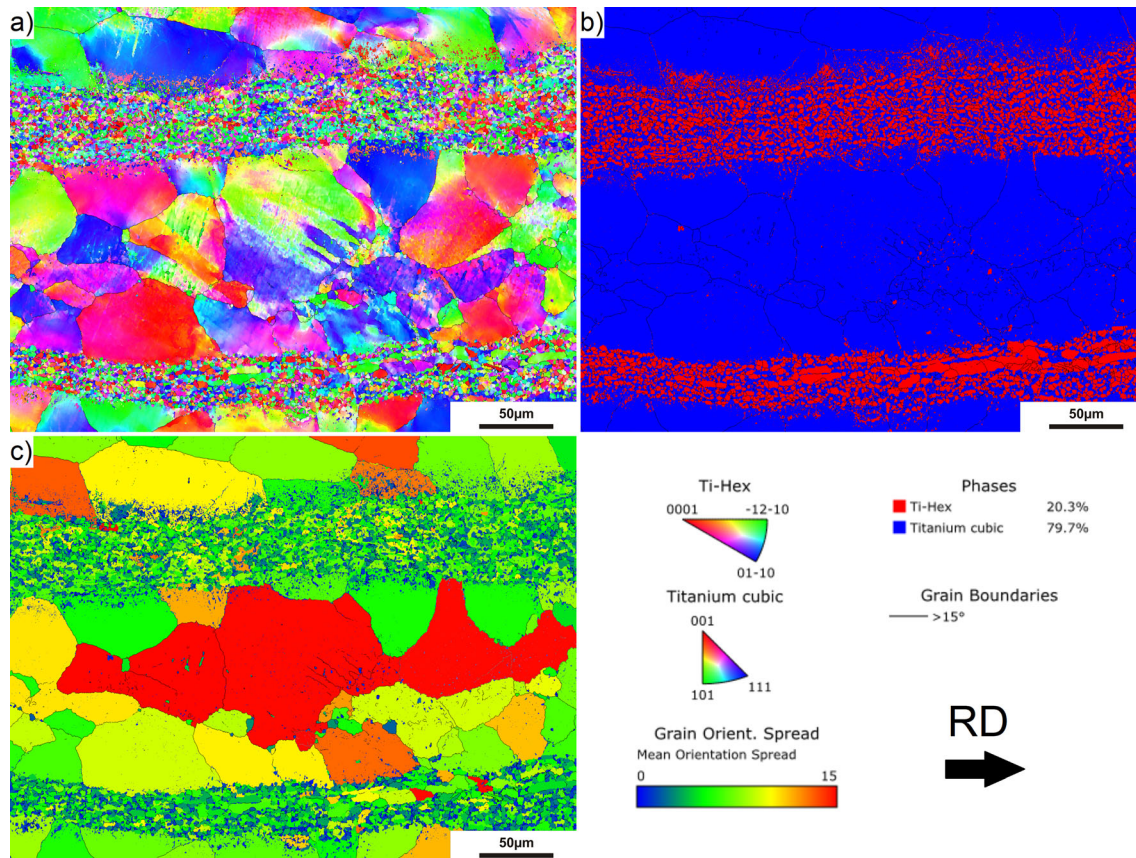 a)
b)
50µm
50µm
c)
50µm
Ti-Hex
0001
-12-10
01-10
Titanium cubic
001
101
111
Grain Orient. Spread
Mean Orientation Spread
0
15
Phases
Ti-Hex 20.3%
Titanium cubic 79.7%
Grain Boundaries
>15°
RD